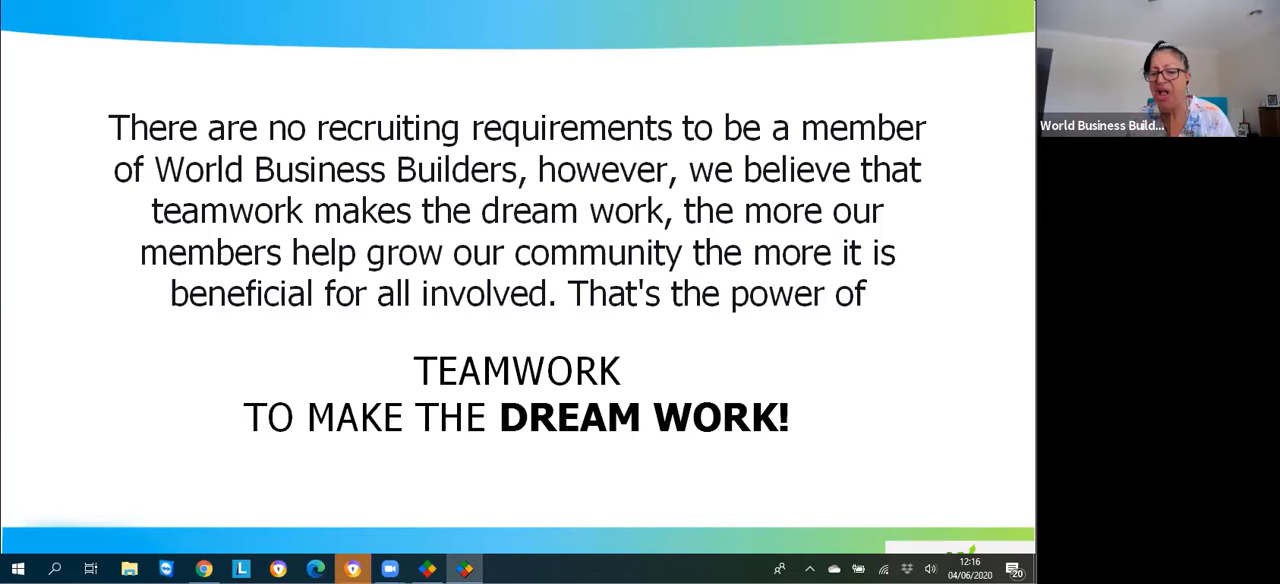 There are no recruiting requirements to be a member
of World Business Builders, however, we believe that
teamwork makes the dream work, the more our
members help grow our community the more it is
beneficial for all involved. That's the power of
TEAMWORK
TO MAKE THE DREAM WORK!
World Business Build...
L
12:16
04/06/2020
20